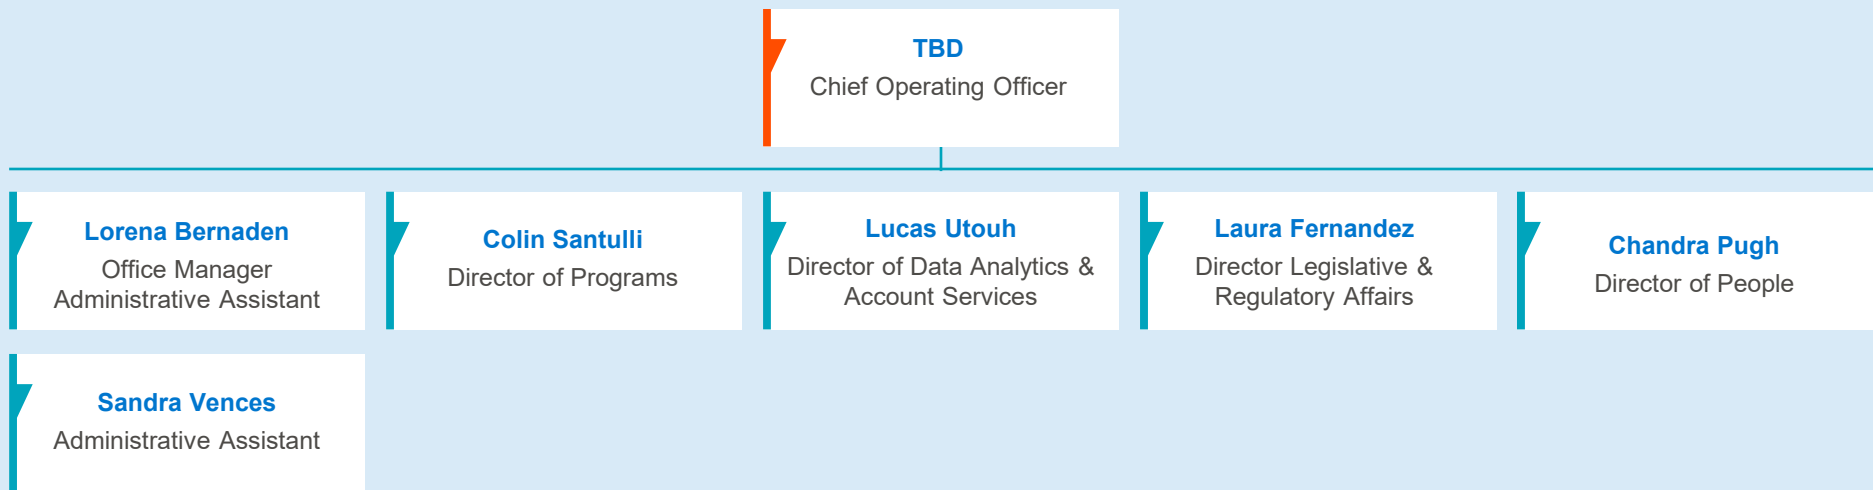 TBD
Chief Operating Officer
Lorena Bernaden
Office Manager
Administrative Assistant
Colin Santulli
Director of Programs
Lucas Utouh
Director of Data Analytics &
Account Services
Laura Fernandez
Director Legislative &
Regulatory Affairs
Chandra Pugh
Director of People
Sandra Vences
Administrative Assistant